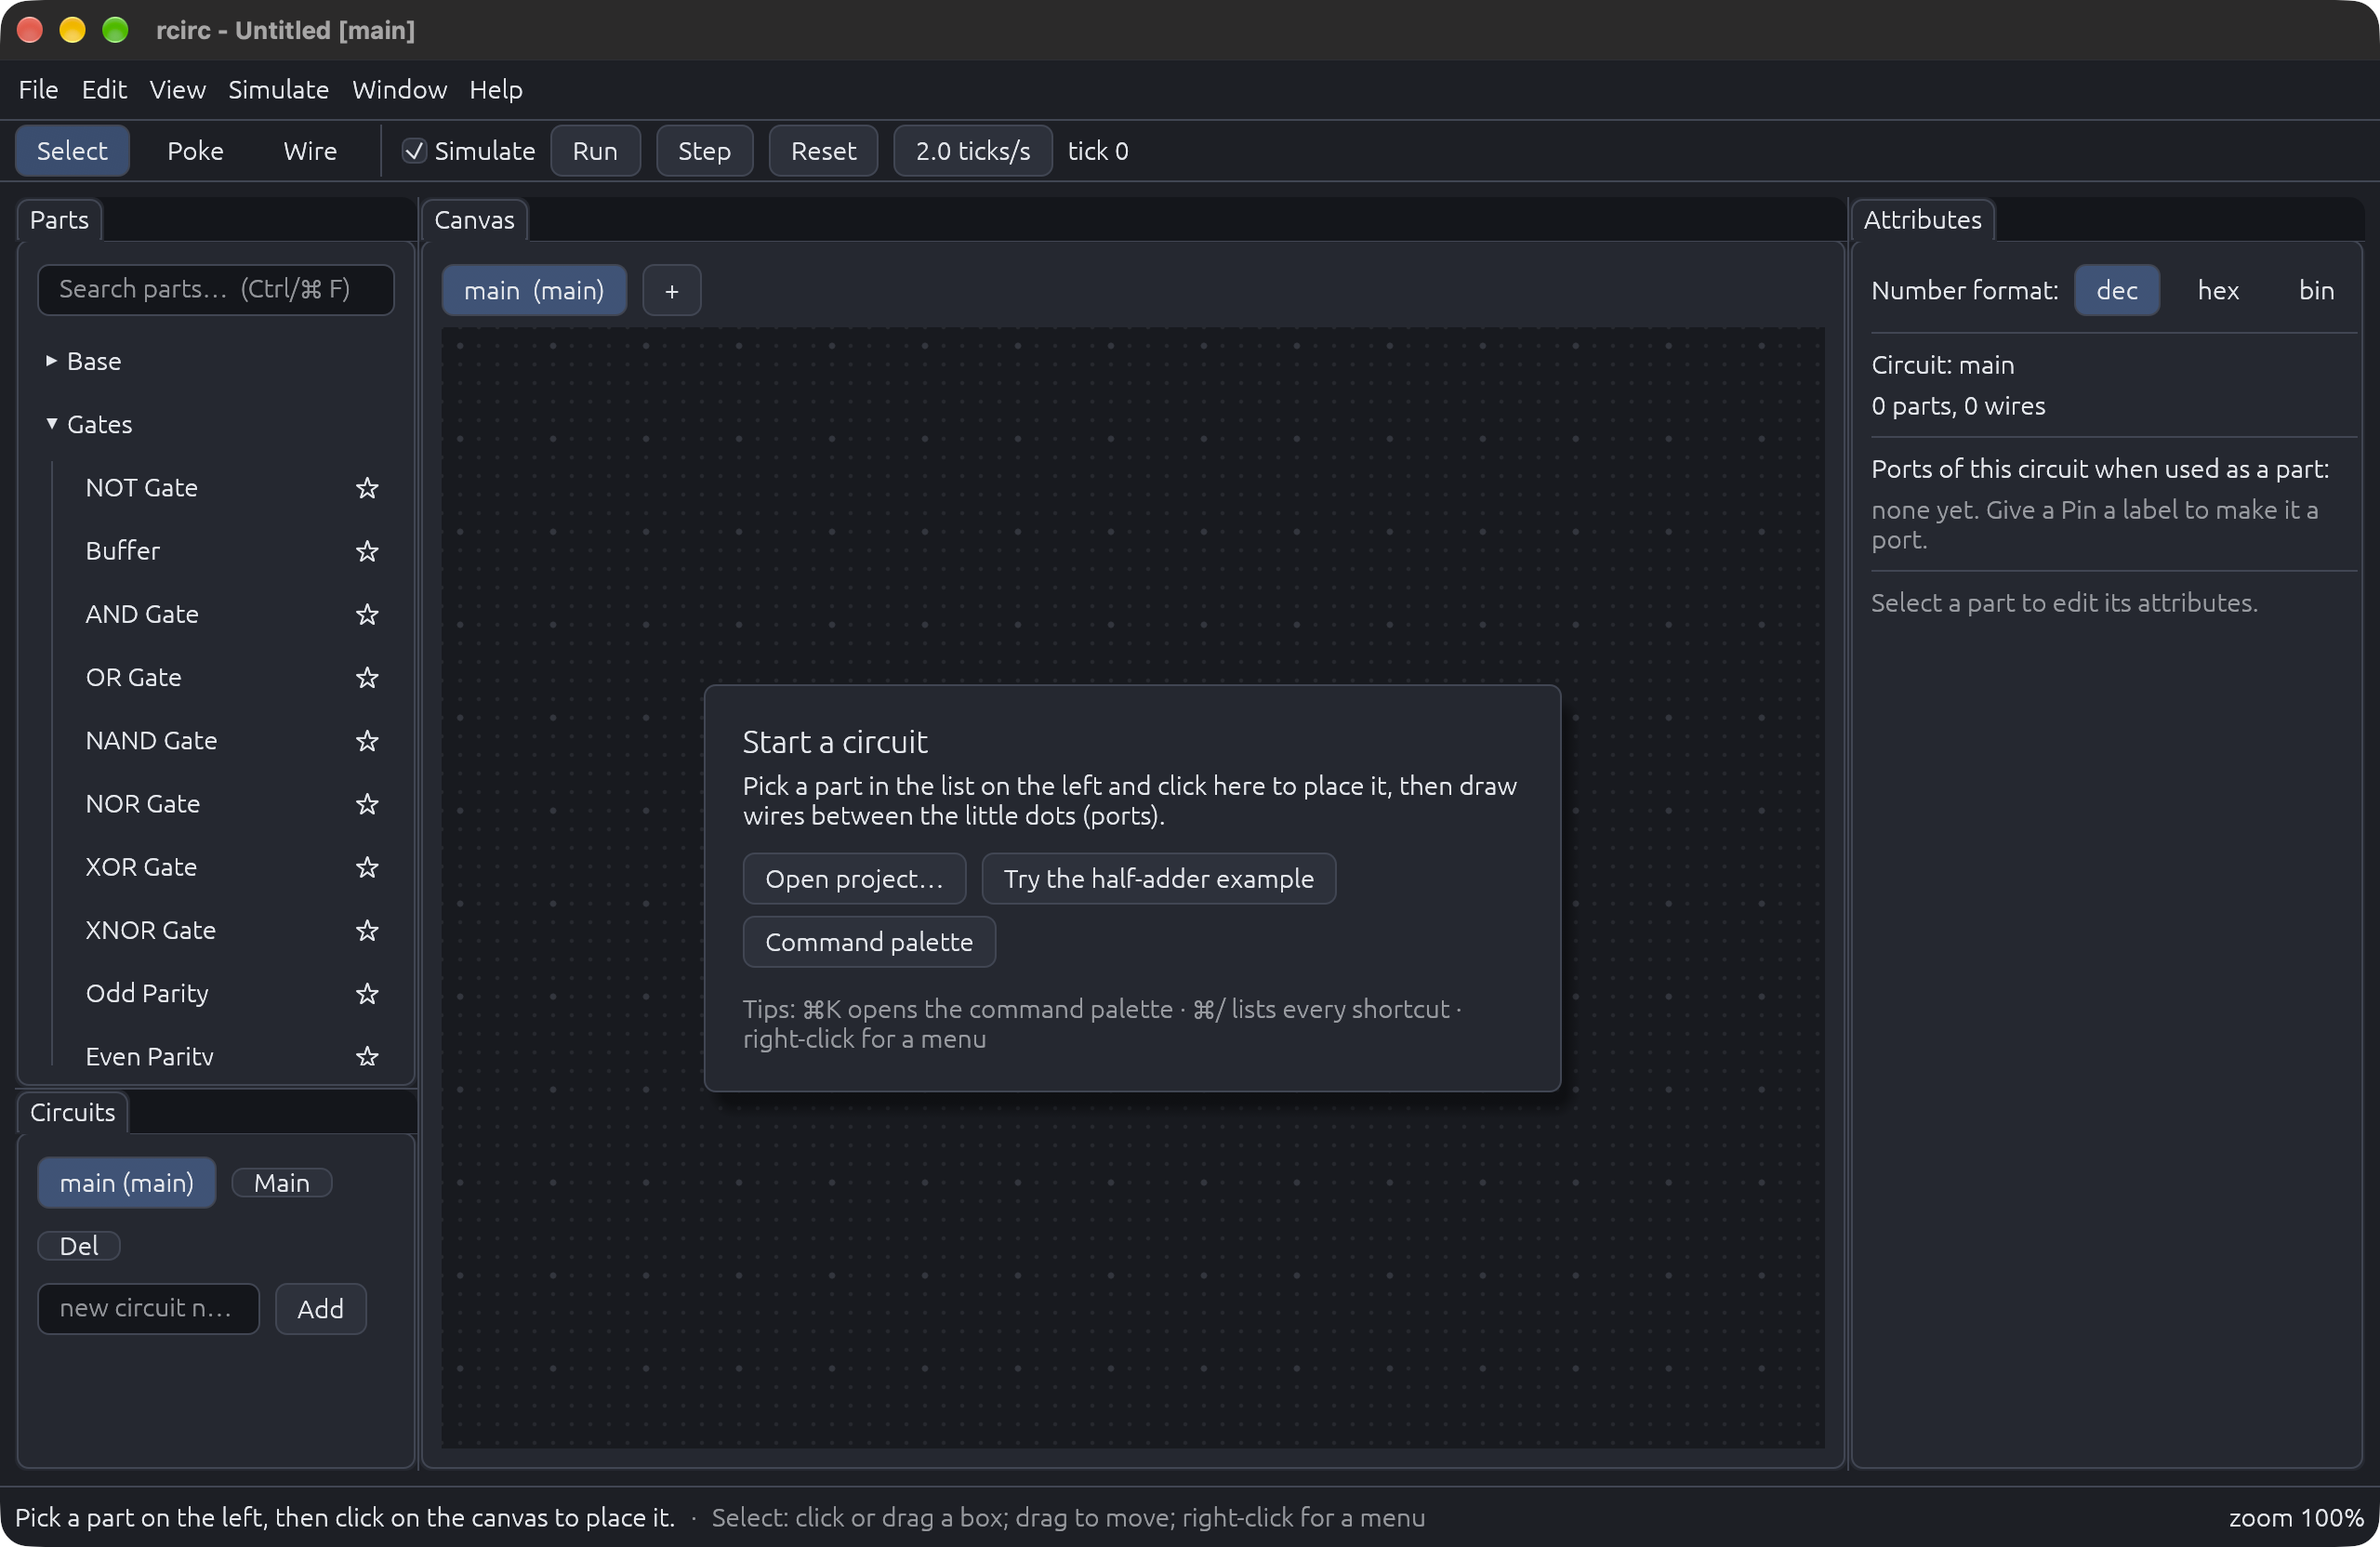 rcirc - Untitled [main]
File Edit View Simulate Window Help
Select Poke Wire Simulate Run Step Reset 2.0 ticks/s tick 0
Parts
Search parts... (Ctrl/⌘ F)
Base
Gates
NOT Gate
Buffer
AND Gate
OR Gate
NAND Gate
NOR Gate
XOR Gate
XNOR Gate
Odd Parity
Even Parity
Circuits
main (main) Main
Del
new circuit n... Add
Canvas
main (main) +
Start a circuit
Pick a part in the list on the left and click here to place it, then draw
wires between the little dots (ports).
Open project... Try the half-adder example
Command palette
Tips: ⌘K opens the command palette · ⌘/ lists every shortcut ·
right-click for a menu
Attributes
Number format: dec hex bin
Circuit: main
0 parts, 0 wires
Ports of this circuit when used as a part:
none yet. Give a Pin a label to make it a
port.
Select a part to edit its attributes.
Pick a part on the left, then click on the canvas to place it. · Select: click or drag a box; drag to move; right-click for a menu zoom 100%